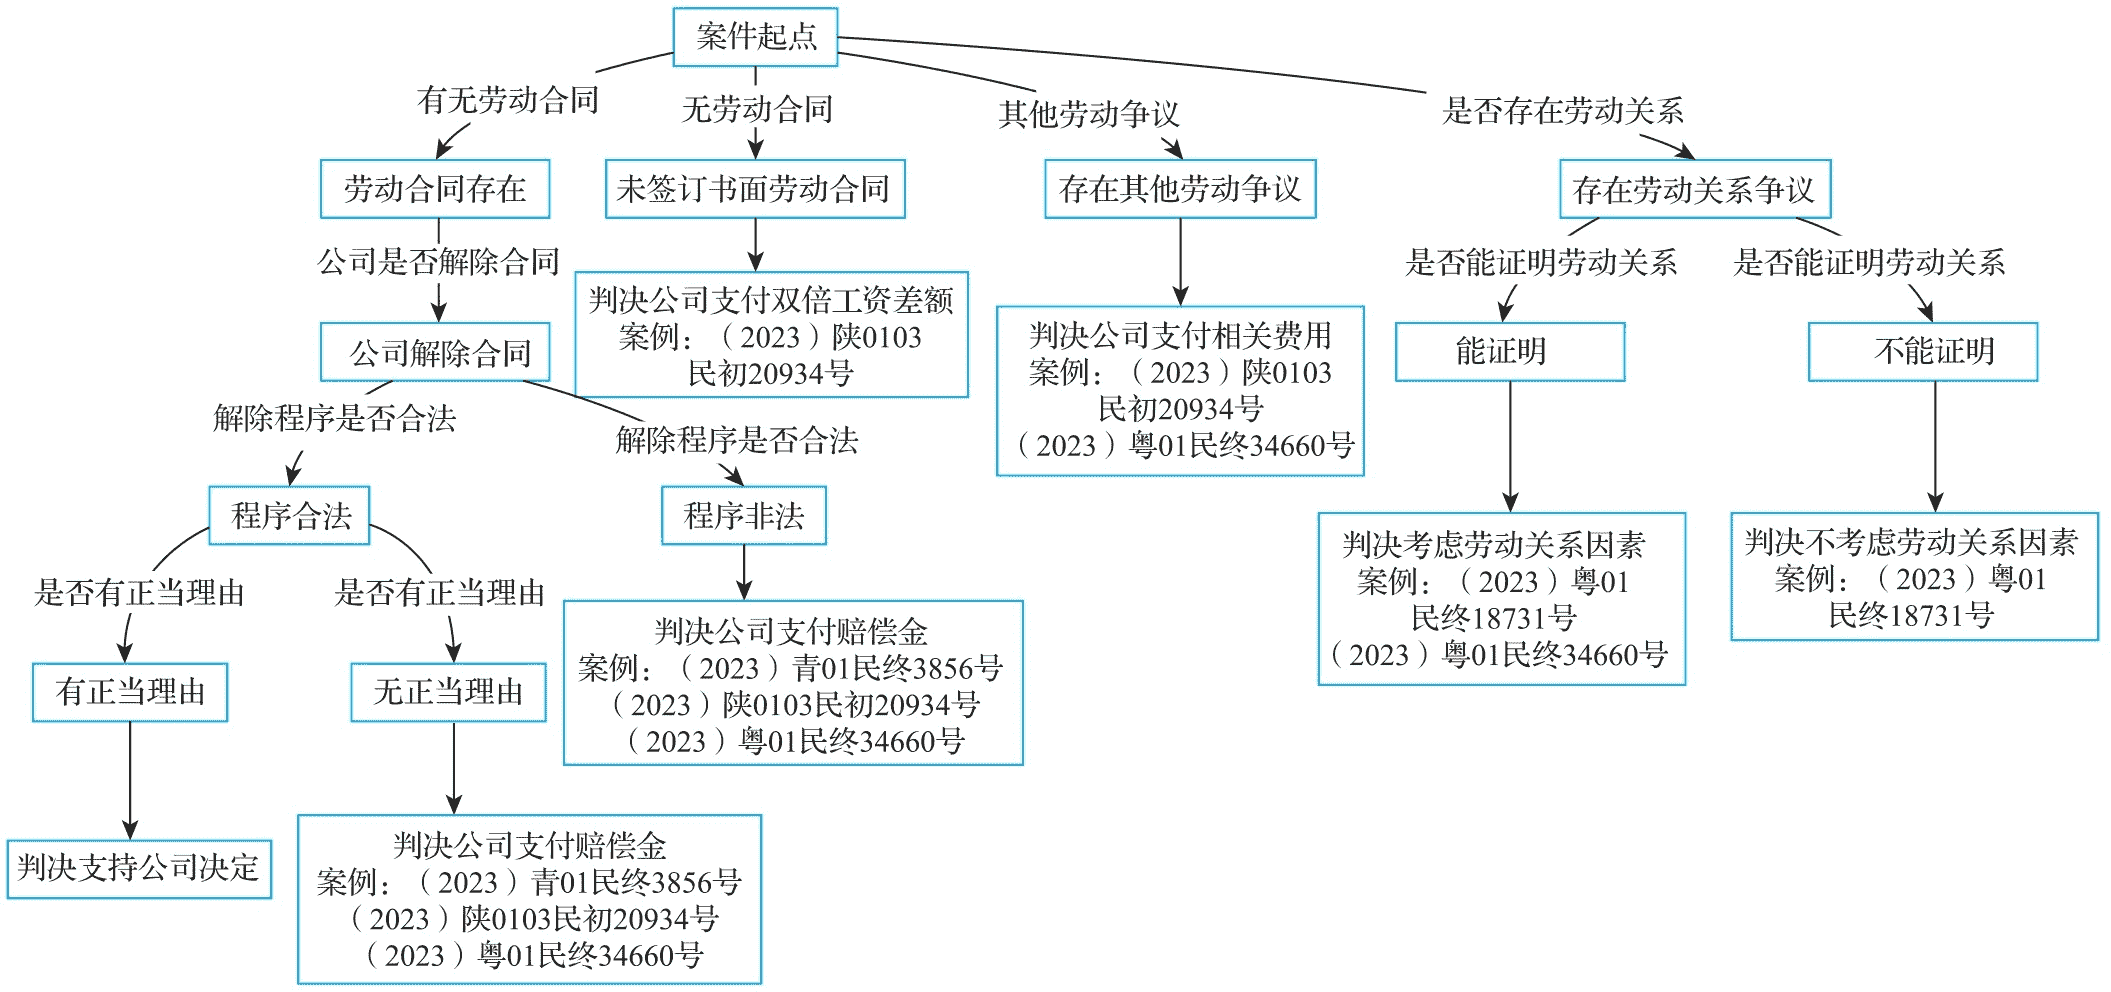 案件起点
有无劳动合同
无劳动合同
其他劳动争议
是否存在劳动关系
劳动合同存在
未签订书面劳动合同
存在其他劳动争议
存在劳动关系争议
公司是否解除合同
是否能证明劳动关系
是否能证明劳动关系
判决公司支付双倍工资差额
案例：（2023）陕0103
民初20934号
判决公司支付相关费用
案例：（2023）陕0103
民初20934号
（2023）粤01民终34660号
公司解除合同
能证明
不能证明
解除程序是否合法
解除程序是否合法
程序合法
程序非法
判决考虑劳动关系因素
案例：（2023）粤01
民终18731号
（2023）粤01民终34660号
判决不考虑劳动关系因素
案例：（2023）粤01
民终18731号
是否有正当理由
是否有正当理由
判决公司支付赔偿金
案例：（2023）青01民终3856号
（2023）陕0103民初20934号
（2023）粤01民终34660号
有正当理由
无正当理由
判决支持公司决定
判决公司支付赔偿金
案例：（2023）青01民终3856号
（2023）陕0103民初20934号
（2023）粤01民终34660号